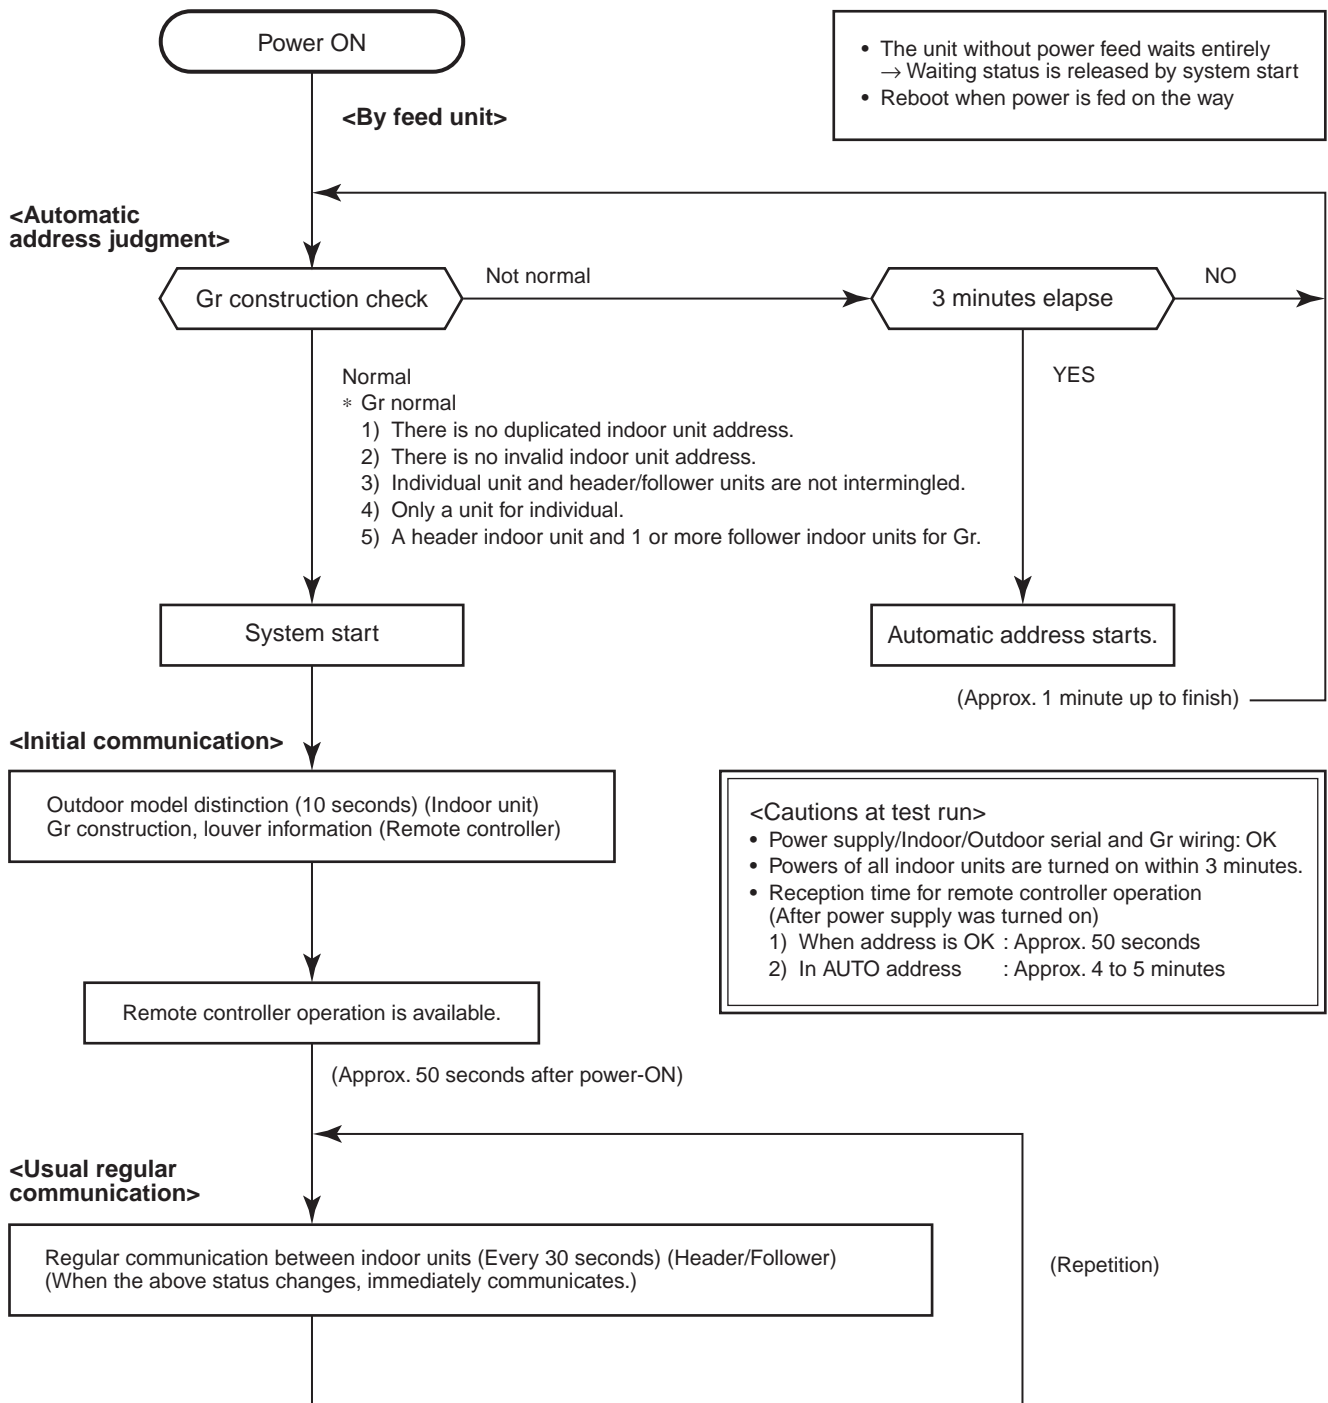 Power ON
• The unit without power feed waits entirely
→ Waiting status is released by system start
• Reboot when power is fed on the way
<By feed unit>
<Automatic
address judgment>
Gr construction check
Not normal
3 minutes elapse
NO
Normal
* Gr normal
1) There is no duplicated indoor unit address.
2) There is no invalid indoor unit address.
3) Individual unit and header/follower units are not intermingled.
4) Only a unit for individual.
5) A header indoor unit and 1 or more follower indoor units for Gr.
YES
System start
Automatic address starts.
(Approx. 1 minute up to finish)
<Initial communication>
Outdoor model distinction (10 seconds) (Indoor unit)
Gr construction, louver information (Remote controller)
<Cautions at test run>
• Power supply/Indoor/Outdoor serial and Gr wiring: OK
• Powers of all indoor units are turned on within 3 minutes.
• Reception time for remote controller operation
(After power supply was turned on)
1) When address is OK : Approx. 50 seconds
2) In AUTO address : Approx. 4 to 5 minutes
Remote controller operation is available.
(Approx. 50 seconds after power-ON)
<Usual regular
communication>
Regular communication between indoor units (Every 30 seconds) (Header/Follower)
(When the above status changes, immediately communicates.)
(Repetition)